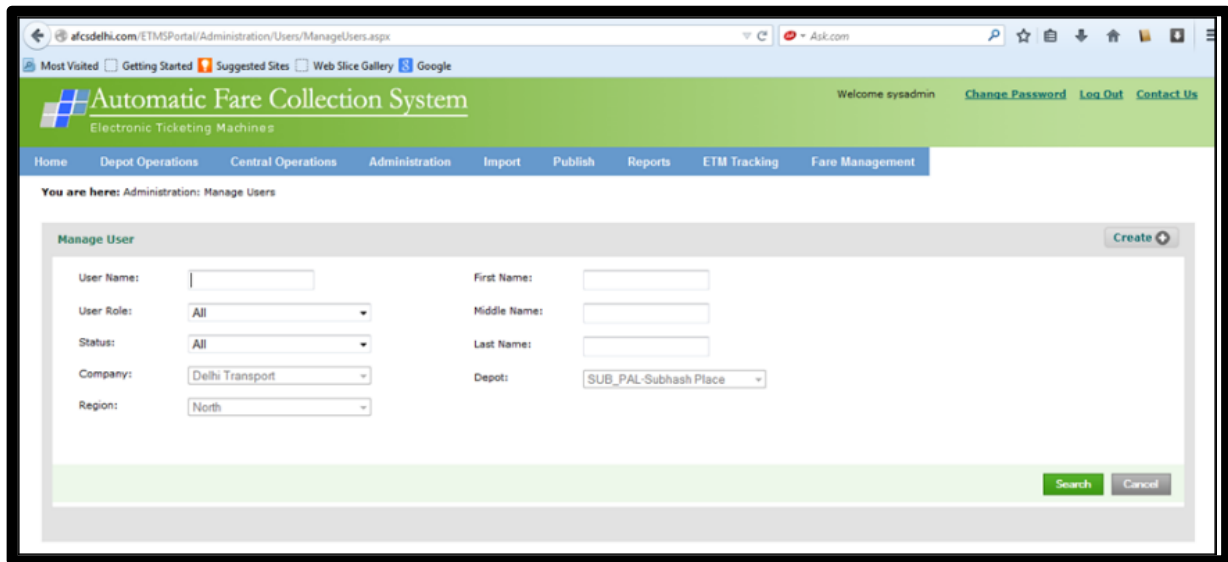 afcsdelhi.com/ETMSPortal/Administration/Users/ManageUsers.aspx
Ask.com
Most Visited Getting Started Suggested Sites Web Slice Gallery Google
Automatic Fare Collection System
Electronic Ticketing Machines
Welcome sysadmin Change Password Log Out Contact Us
Home Depot Operations Central Operations Administration Import Publish Reports ETM Tracking Fare Management
You are here: Administration: Manage Users
Manage User Create
User Name: First Name:
User Role: All Middle Name:
Status: All Last Name:
Company: Delhi Transport Depot: SUB_PAL-Subhash Place
Region: North
Search Cancel